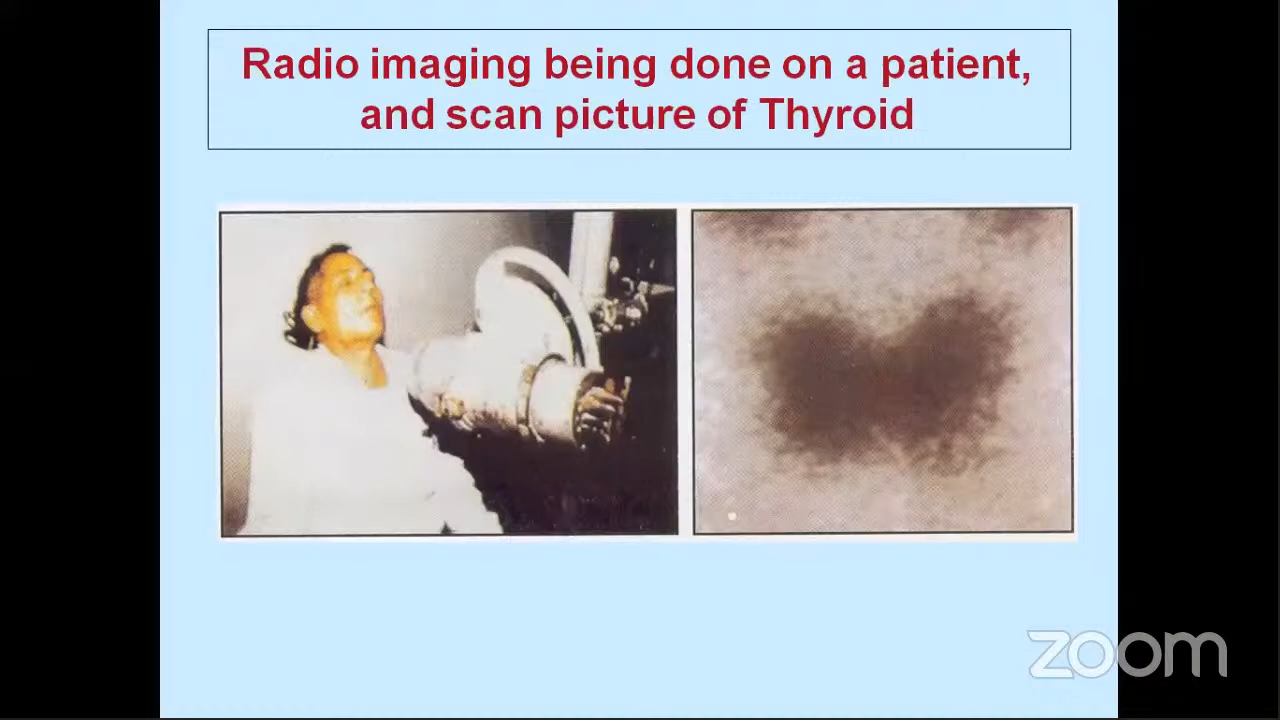 Radio imaging being done on a patient,
and scan picture of Thyroid
zoom